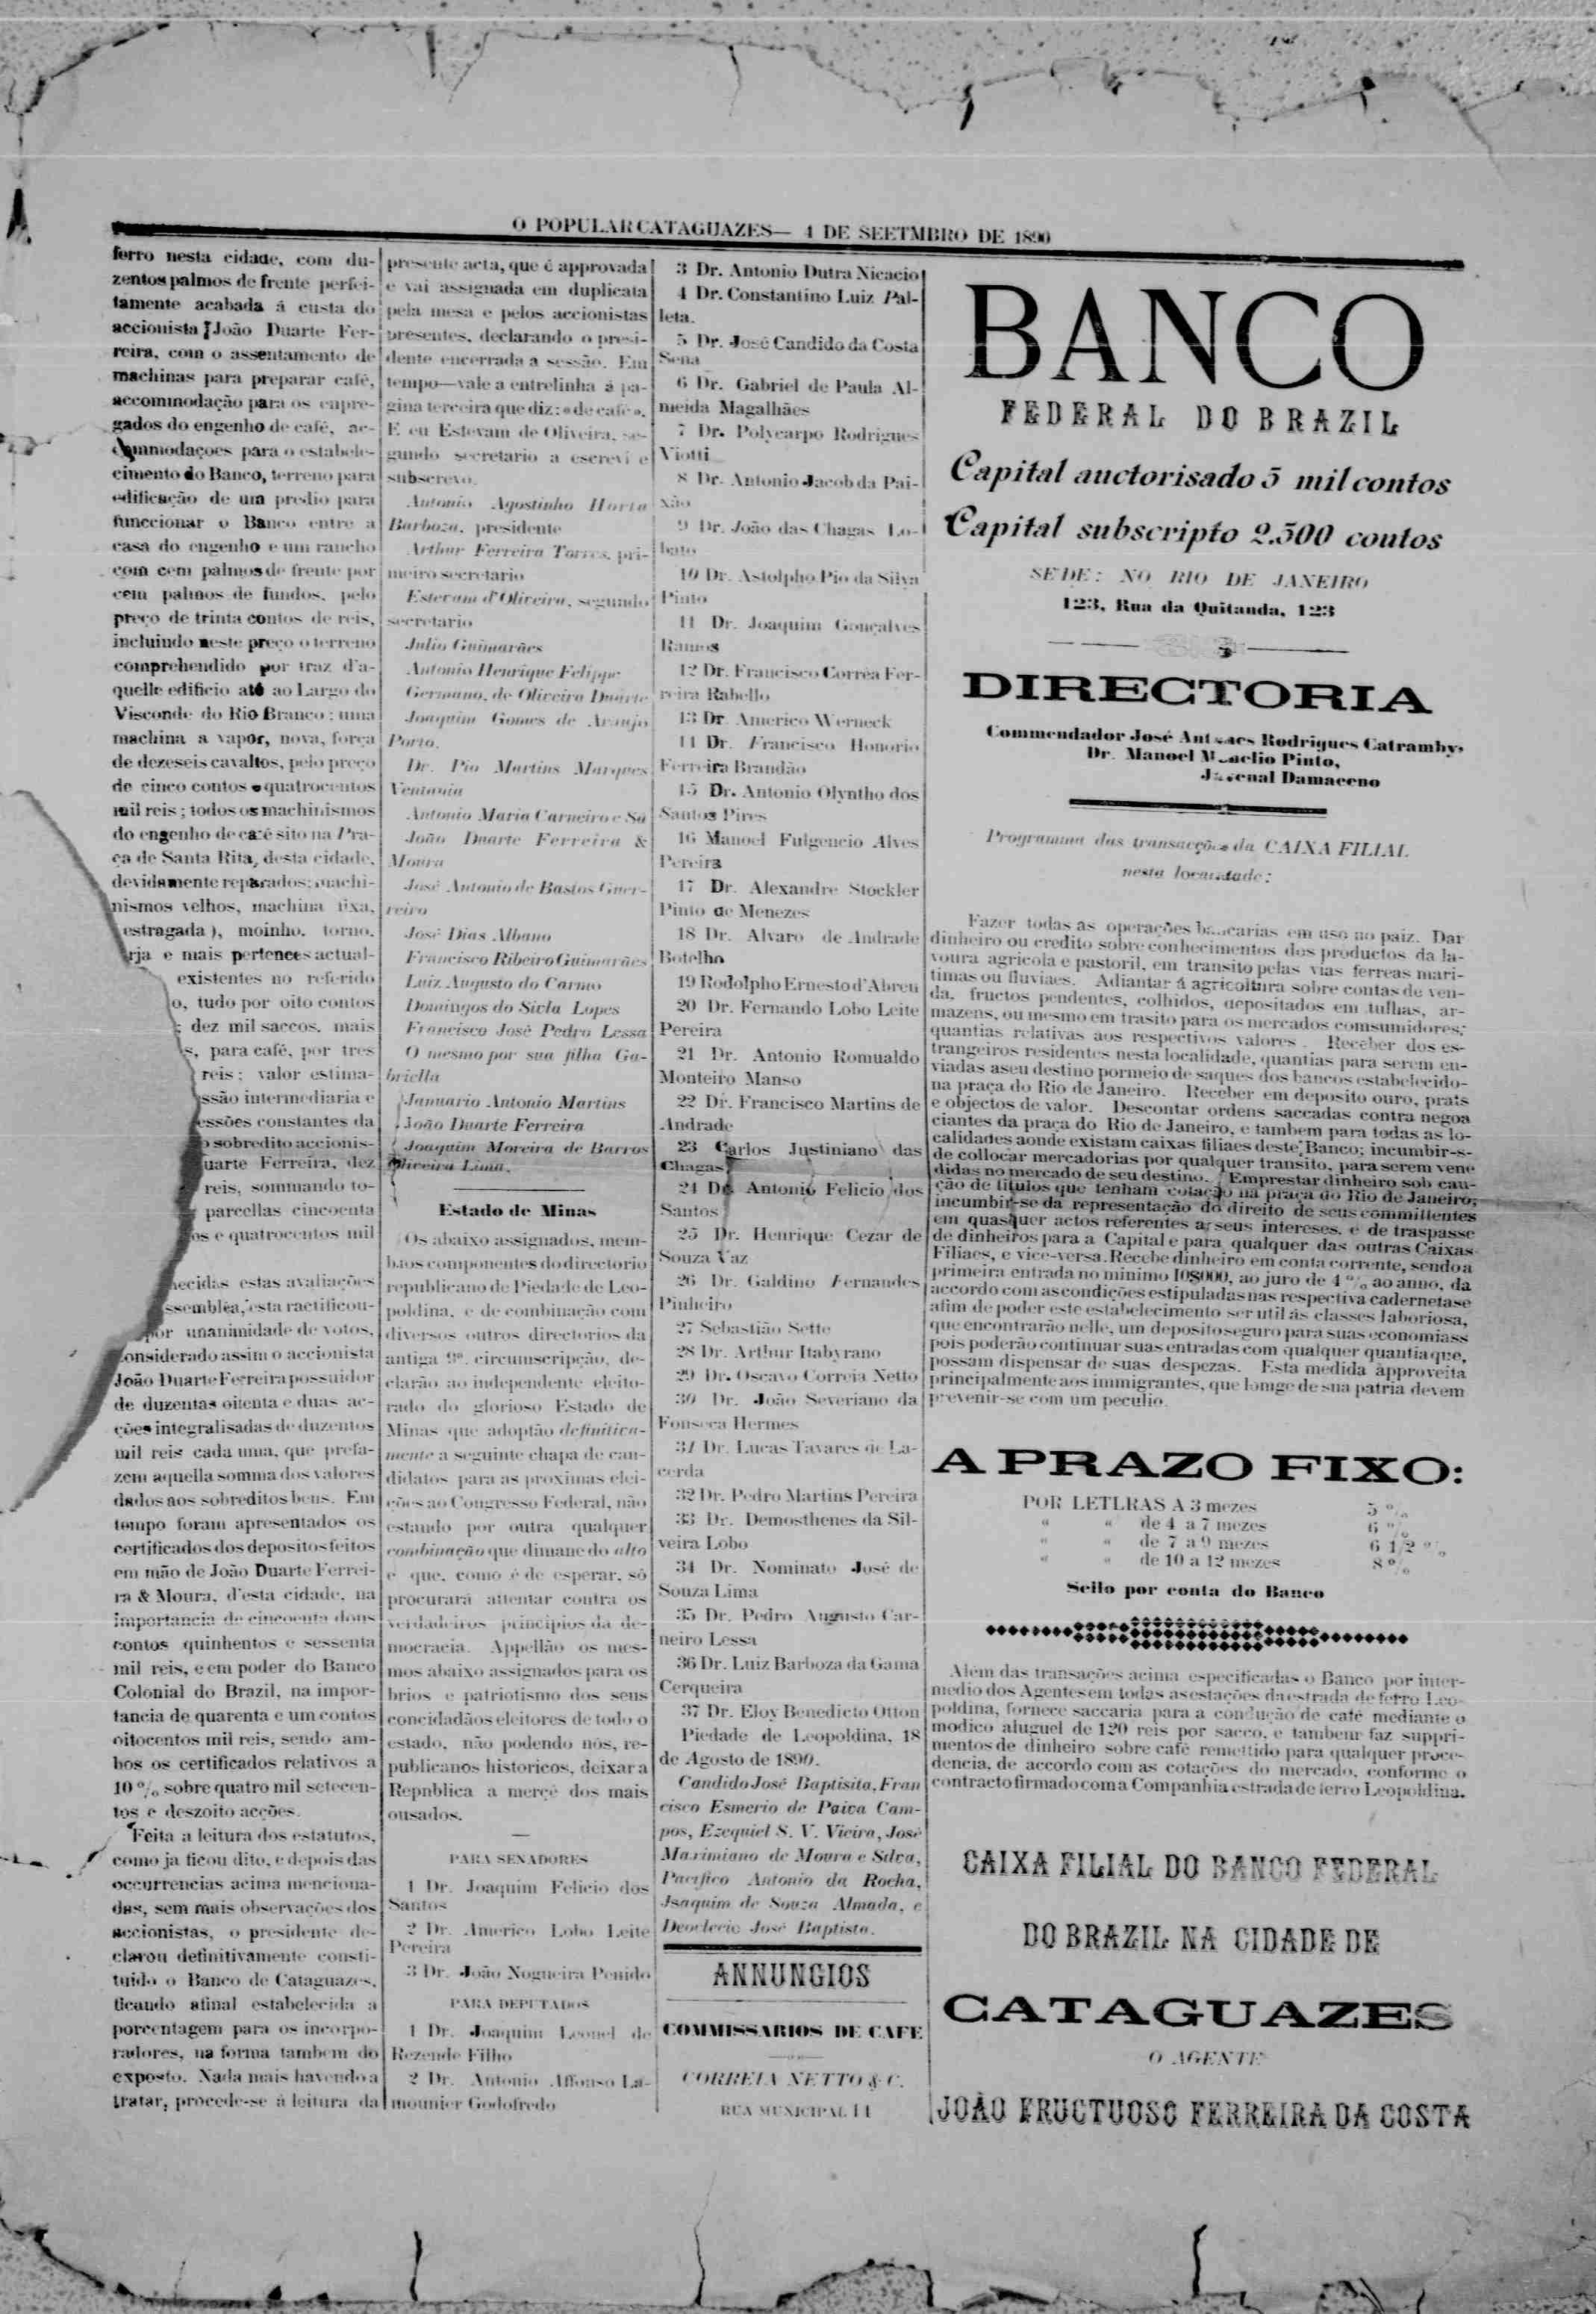 O POPULAR CATAGUAZES— 4 DE SEETMBRO DE 1890
ferro nesta cidade, com du-
zentos palmos de frente perfei-
tamente acabada á custa do
accionista João Duarte Fer-
reira, com o assentamento de
machinas para preparar café,
accommodação para os enpre-
gados do engenho de café, ac-
commodaçoes para o estabele-
cimento do Banco, terreno para
edificação de um predio para
funccionar o Banco entre a
casa do engenho e um rancho
com cem palmos de frente por
cem palmos de fundos, pelo
preço de trinta contos de reis,
incluindo neste preço o terreno
comprehendido por traz d'a-
quelle edificio até ao Largo do
Visconde do Rio Branco; uma
machina a vapor, nova, força
de dezeseis cavallos, pelo preço
de cinco contos e quatrocentos
mil reis; todos os machinismos
do engenho de café sito na Pra-
ça de Santa Rita, desta cidade,
devidamente reparados; machi-
nismos velhos, machina fixa,
estragada), moinho, torno,
rja e mais pertences actual-
existentes no referido
o, tudo por oito contos
; dez mil saccos, mais
s, para café, por tres
reis; valor estima-
ssão intermediaria e
essões constantes da
o sobredito accionis-
uarte Ferreira, dez
reis, sommando to-
parcellas cincoenta
os e quatrocentos mil
hecidas estas avaliações
ssembléa, esta ractificou-
por unanimidade de votos,
considerado assim o accionista
João Duarte Ferreira possuidor
de duzentas oitenta e duas ac-
ções integralisadas de duzentos
mil reis cada uma, que prefa-
zem aquella somma dos valores
dados aos sobreditos bens. Em
tempo foram apresentados os
certificados dos depositos feitos
em mão de João Duarte Ferrei-
ra & Moura, d'esta cidade, na
importancia de cincoenta dous
contos quinhentos e sessenta
mil reis, e em poder do Banco
Colonial do Brazil, na impor-
tancia de quarenta e um contos
oitocentos mil reis, sendo am-
bos os certificados relativos a
10 % sobre quatro mil setecen-
tos e deszoito acções.
Feita a leitura dos estatutos,
como ja ficou dito, e depois das
occurrencias acima menciona-
das, sem mais observações dos
accionistas, o presidente de-
clarou definitivamente consti-
tuido o Banco de Cataguazes,
ficando afinal estabelecida a
porcentagem para os incorpo-
radores, na forma tambem do
exposto. Nada mais havendo a
tratar, procede-se á leitura da
presente acta, que é approvada
e vai assignada em duplicata
pela mesa e pelos accionistas
presentes, declarando o presi-
dente encerrada a sessão. Em
tempo—vale a entrelinha á pa-
gina terceira que diz: «de café».
E eu Estevam de Oliveira, se-
gundo secretario a escrevi e
subscrevo.
Antonio Agostinho Horta
Barboza, presidente
Arthur Ferreira Torres, pri-
meiro secretario
Estevam d'Oliveira, segundo
secretario
Julio Guimarães
Antonio Henrique Felippe
Germano, de Oliveira Duarte
Joaquim Gomes de Araujo
Porto.
Dr. Pio Martins Marques
Ventania
Antonio Maria Carneiro e Sa
João Duarte Ferreira &
Moura
José Antonio de Bastos Guer-
reiro
José Dias Albano
Francisco Ribeiro Guimarães
Luiz Augusto do Carmo
Domingos do Sicla Lopes
Francisco José Pedro Lessa
O mesmo por sua filha Ga-
briella
Januario Antonio Martins
João Duarte Ferreira
Joaquim Moreira de Barros
Oliveira Lima.
Estado de Minas
Os abaixo assignados, mem-
bros componentes do directorio
republicano de Piedade de Leo-
poldina, e de combinação com
diversos outros directorios da
antiga 9ª. circumscripção, de-
clarão ao independente eleito-
rado do glorioso Estado de
Minas que adoptão definitiva-
mente a seguinte chapa de can-
didatos para as proximas elei-
ções ao Congresso Federal, não
estando por outra qualquer
combinação que dimane do alto
e que, como é de esperar, só
procurará attentar contra os
verdadeiros principios da de-
mocracia. Appellão os mes-
mos abaixo assignados para os
brios e patriotismo dos seus
concidadãos eleitores de todo o
estado, não podendo nós, re-
publicanos historicos, deixar a
Repnblica a mercê dos mais
ousados.
PARA SENADORES
1 Dr. Joaquim Felicio dos
Santos
2 Dr. Americo Lobo Leite
Pereira
3 Dr. João Nogueira Penido
PARA DEPUTADOS
1 Dr. Joaquim Leonel de
Rezende Filho
2 Dr. Antonio Affonso La-
mounier Godofredo
3 Dr. Antonio Dutra Nicacio
4 Dr. Constantino Luiz Pal-
leta.
5 Dr. José Candido da Costa
Sena
6 Dr. Gabriel de Paula Al-
meida Magalhães
7 Dr. Polycarpo Rodrigues
Viotti
8 Dr. Antonio Jacob da Pai-
xão
9 Dr. João das Chagas Lo-
bato
10 Dr. Astolpho Pio da Silva
Pinto
11 Dr. Joaquim Gonçalves
Ramos
12 Dr. Francisco Corrêa Fer-
reira Rabello
13 Dr Americo Werneck
14 Dr. Francisco Honorio
Ferreira Brandão
15 Dr. Antonio Olyntho dos
Santos Pires
16 Manoel Fulgencio Alves
Pereira
17 Dr. Alexandre Stockler
Pinto de Menezes
18 Dr. Alvaro de Andrade
Botelho
19 Rodolpho Ernesto d'Abreu
20 Dr. Fernando Lobo Leite
Pereira
21 Dr. Antonio Romualdo
Monteiro Manso
22 Dr. Francisco Martins de
Andrade
23 Carlos Justiniano das
Chagas
24 Dr. Antonio Felicio dos
Santos
25 Dr. Henrique Cezar de
Souza Vaz
26 Dr. Galdino Fernandes
Pinheiro
27 Sebastião Sette
28 Dr. Arthur Itabyrano
29 Dr. Oscavo Correia Netto
30 Dr. João Severiano da
Fonseca Hermes
31 Dr. Lucas Tavares de La-
cerda
32 Dr. Pedro Martins Pereira
33 Dr. Demosthenes da Sil-
veira Lobo
34 Dr. Nominato José de
Souza Lima
35 Dr. Pedro Augusto Car-
neiro Lessa
36 Dr. Luiz Barboza da Gama
Cerqueira
37 Dr. Eloy Benedicto Otton
Piedade de Leopoldina, 18
de Agosto de 1890.
Candido José Baptisita, Fran
cisco Esmerio de Paiva Cam-
pos, Ezequiel S. V. Vieira, José
Maximiano de Moura e Silva,
Pacifico Antonio da Rocha,
Jsaquim de Souza Almada, e
Deoclecio José Baptista.
ANNUNCIOS
COMMISSARIOS DE CAFE
CORREIA NETTO & C.
RUA MUNICIPAL 11
BANCO
FEDERAL DO BRAZIL
Capital auctorisado 5 mil contos
Capital subscripto 2.500 contos
SEDE: NO RIO DE JANEIRO
123, Rua da Quitanda, 123
DIRECTORIA
Commendador José Antunes Rodrigues Catramby,
Dr. Manoel Maurelio Pinto,
Juvenal Damaceno
Programma das transacções da CAIXA FILIAL
nesta localidade:
Fazer todas as operações bancarias em uso no paiz. Dar
dinheiro ou credito sobre conhecimentos dos productos da la-
voura agricola e pastoril, em transito pelas vias ferreas mari-
timas ou fluviaes. Adiantar á agricoltura sobre contas de ven-
da, fructos pendentes, colhidos, depositados em tulhas, ar-
mazens, ou mesmo em trasito para os mercados comsumidores;
quantias relativas aos respectivos valores. Receber dos es-
trangeiros residentes nesta localidade, quantias para serem en-
viadas aseu destino pormeio de saques dos bancos estabelecido-
na praça do Rio de Janeiro. Receber em deposito ouro, prats
e objectos de valor. Descontar ordens saccadas contra negoa
ciantes da praça do Rio de Janeiro, e tambem para todas as lo-
calidades aonde existam caixas filiaes deste Banco; incumbir-s-
de collocar mercadorias por qualquer transito, para serem vene
didas no mercado de seu destino. Emprestar dinheiro sob cau-
ção de titulos que tenham cotação na praça do Rio de Janeiro;
incumbir-se da representação do direito de seus committentes
em quasquer actos referentes a seus intereses, e de traspasse
de dinheiros para a Capital e para qualquer das outras Caixas
Filiaes, e vice-versa. Recebe dinheiro em conta corrente, sendo a
primeira entrada no minimo 10$000, ao juro de 4 % ao anno, da
accordo com as condições estipuladas nas respectiva cadernetase
afim de poder este estabelecimento ser util ás classes laboriosa,
que encontrarão nelle, um deposito seguro para suas economiass
pois poderão continuar suas entradas com qualquer quantia que,
possam dispensar de suas despezas. Esta medida àpproveita
principalmente aos immigrantes, que longe de sua patria devem
prevenir-se com um peculio.
A PRAZO FIXO:
POR LETLRAS A 3 mezes 5 %
" " de 4 a 7 mezes 6 %
" " de 7 a 9 mezes 6 1/2 %
" " de 10 a 12 mezes 8 %
Sello por conta do Banco
Além das transações acima especificadas o Banco por inter-
medio dos Agentes em todas as estações da estrada de ferro Leo-
poldina, fornece saccaria para a condução de café mediante o
modico aluguel de 120 reis por sacco, e tambem faz suppri-
mentos de dinheiro sobre café remettido para qualquer proce-
dencia, de accordo com as cotações do mercado, conforme o
contracto firmado com a Companhia estrada de ferro Leopoldina.
CAIXA FILIAL DO BANCO FEDERAL
DO BRAZIL NA CIDADE DE
CATAGUAZES
O AGENTE
JOÃO FRUCTUOSO FERREIRA DA COSTA